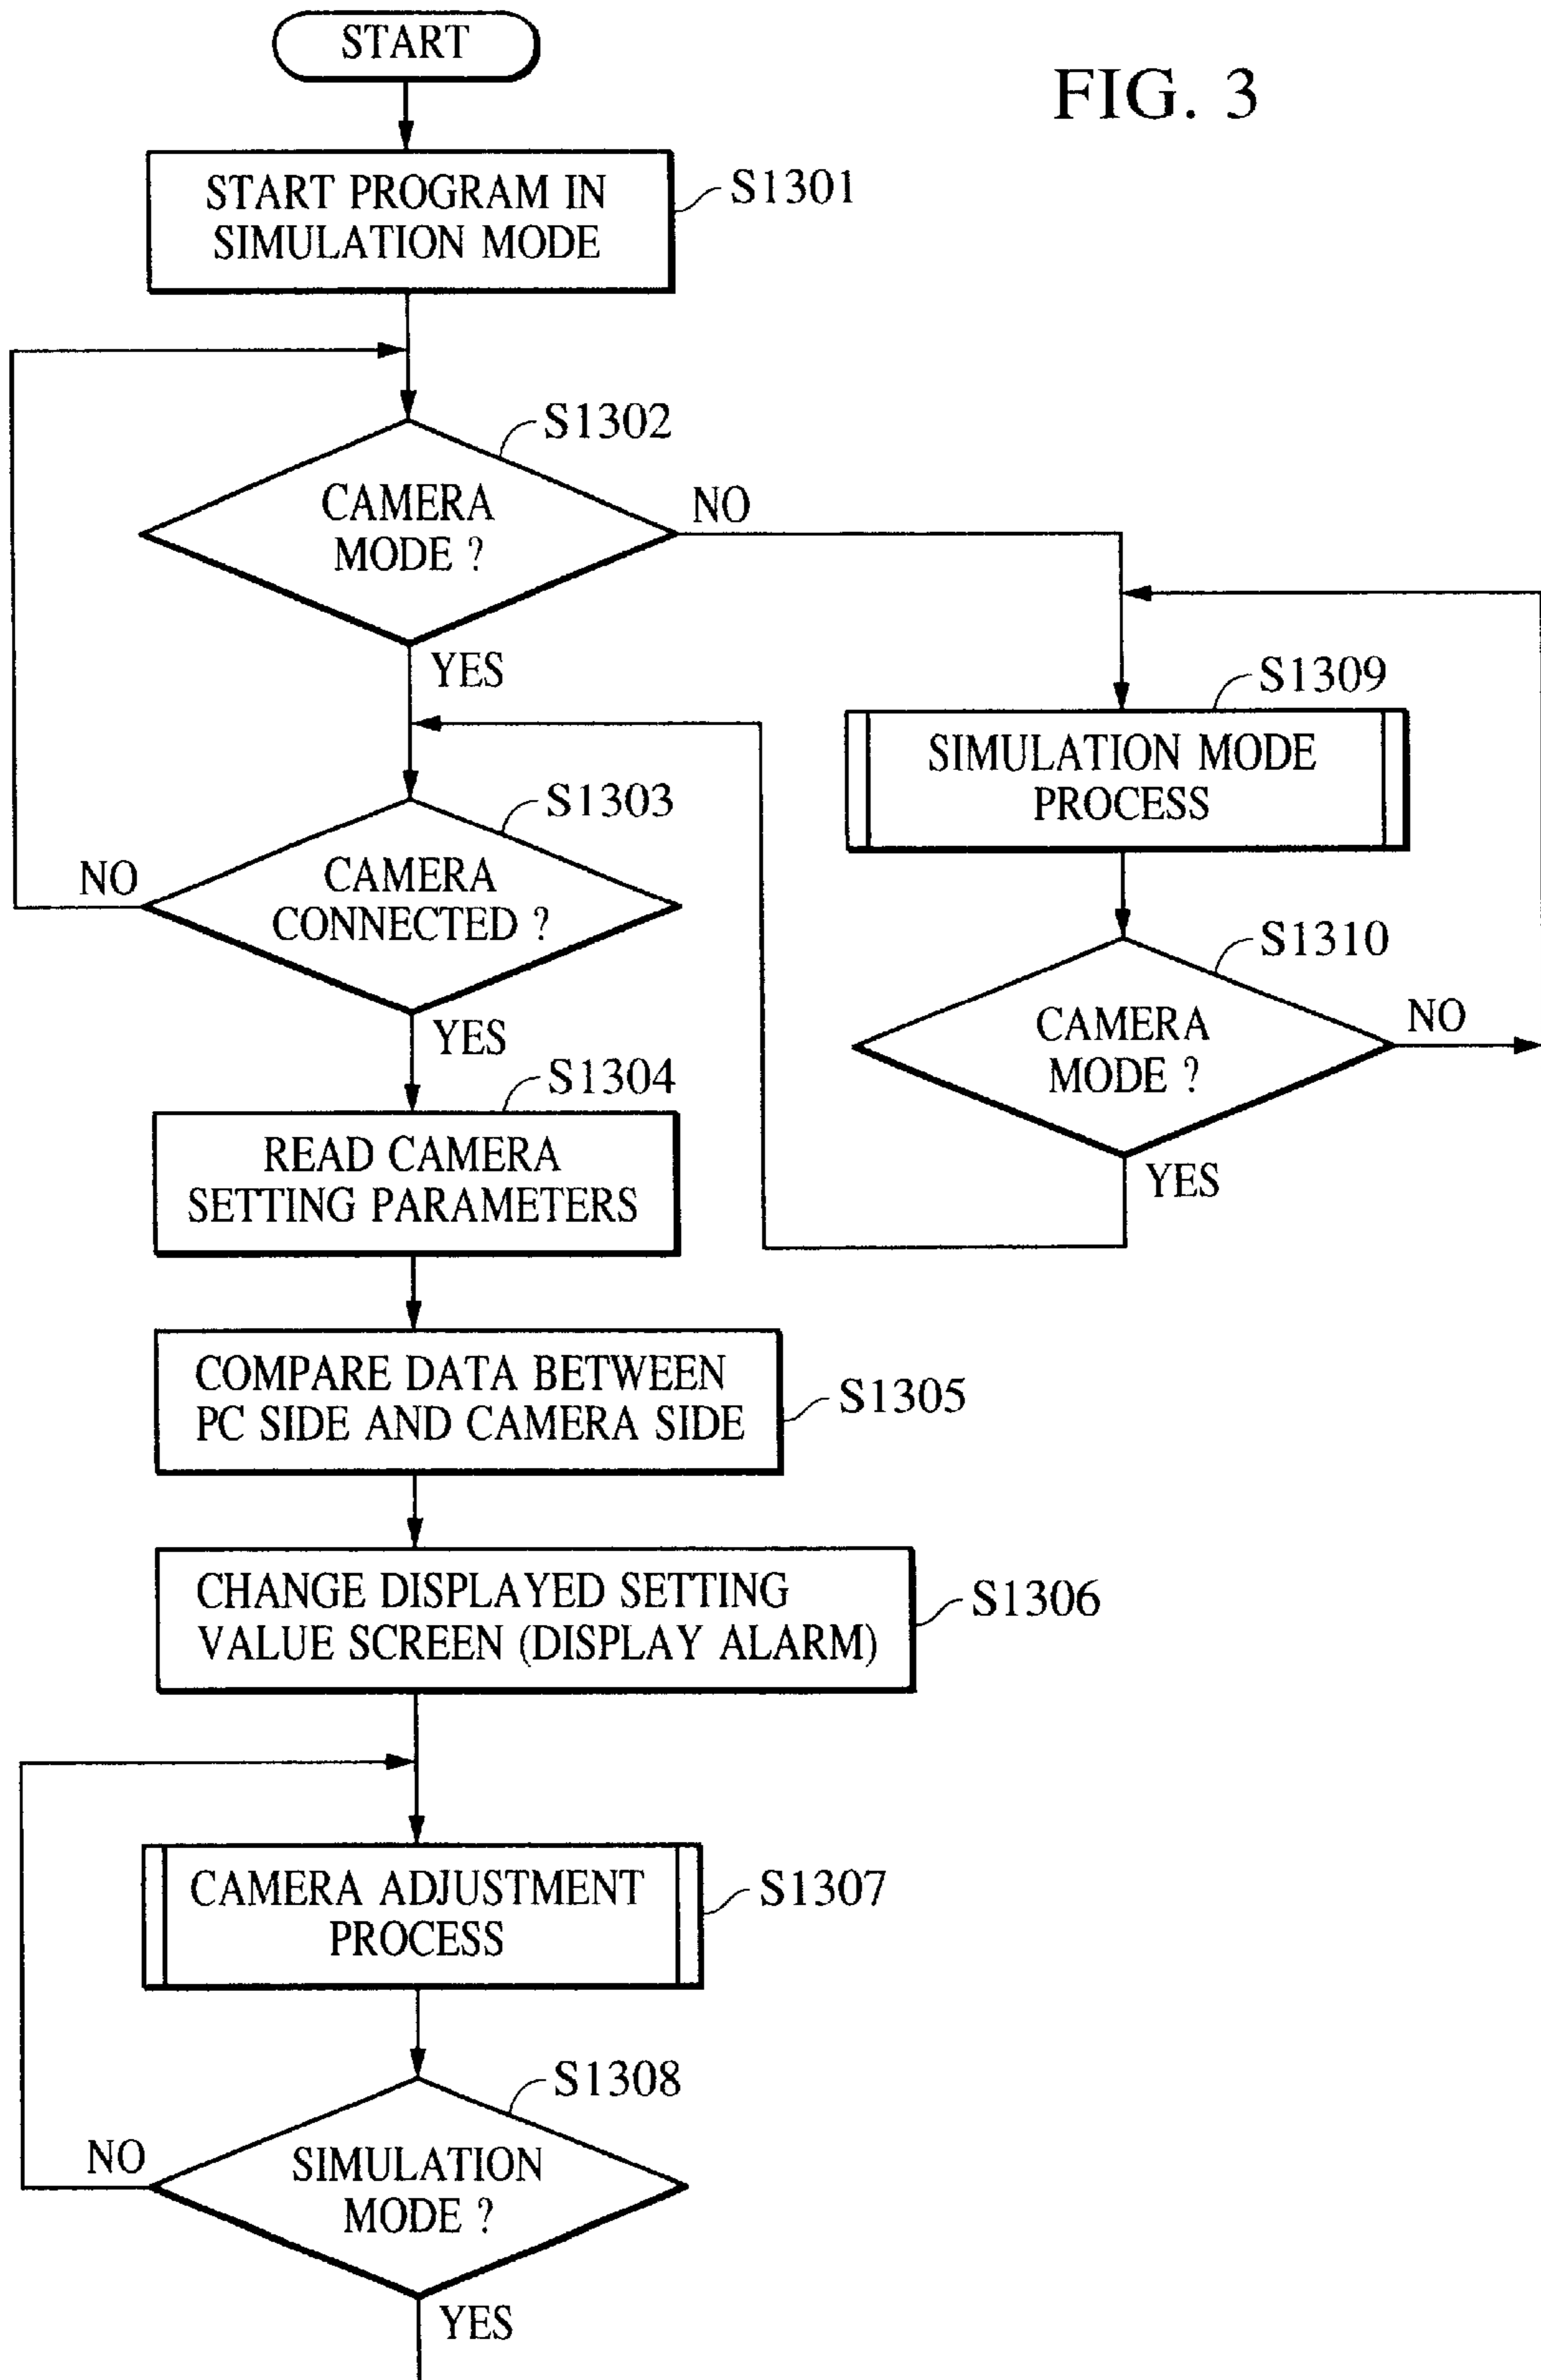 START
FIG. 3
START PROGRAM IN
SIMULATION MODE
S1301
S1302
CAMERA
MODE ?
NO
YES
S1303
CAMERA
CONNECTED ?
NO
YES
S1309
SIMULATION MODE
PROCESS
S1310
CAMERA
MODE ?
NO
YES
S1304
READ CAMERA
SETTING PARAMETERS
COMPARE DATA BETWEEN
PC SIDE AND CAMERA SIDE
S1305
CHANGE DISPLAYED SETTING
VALUE SCREEN (DISPLAY ALARM)
S1306
CAMERA ADJUSTMENT
PROCESS
S1307
S1308
SIMULATION
MODE ?
NO
YES